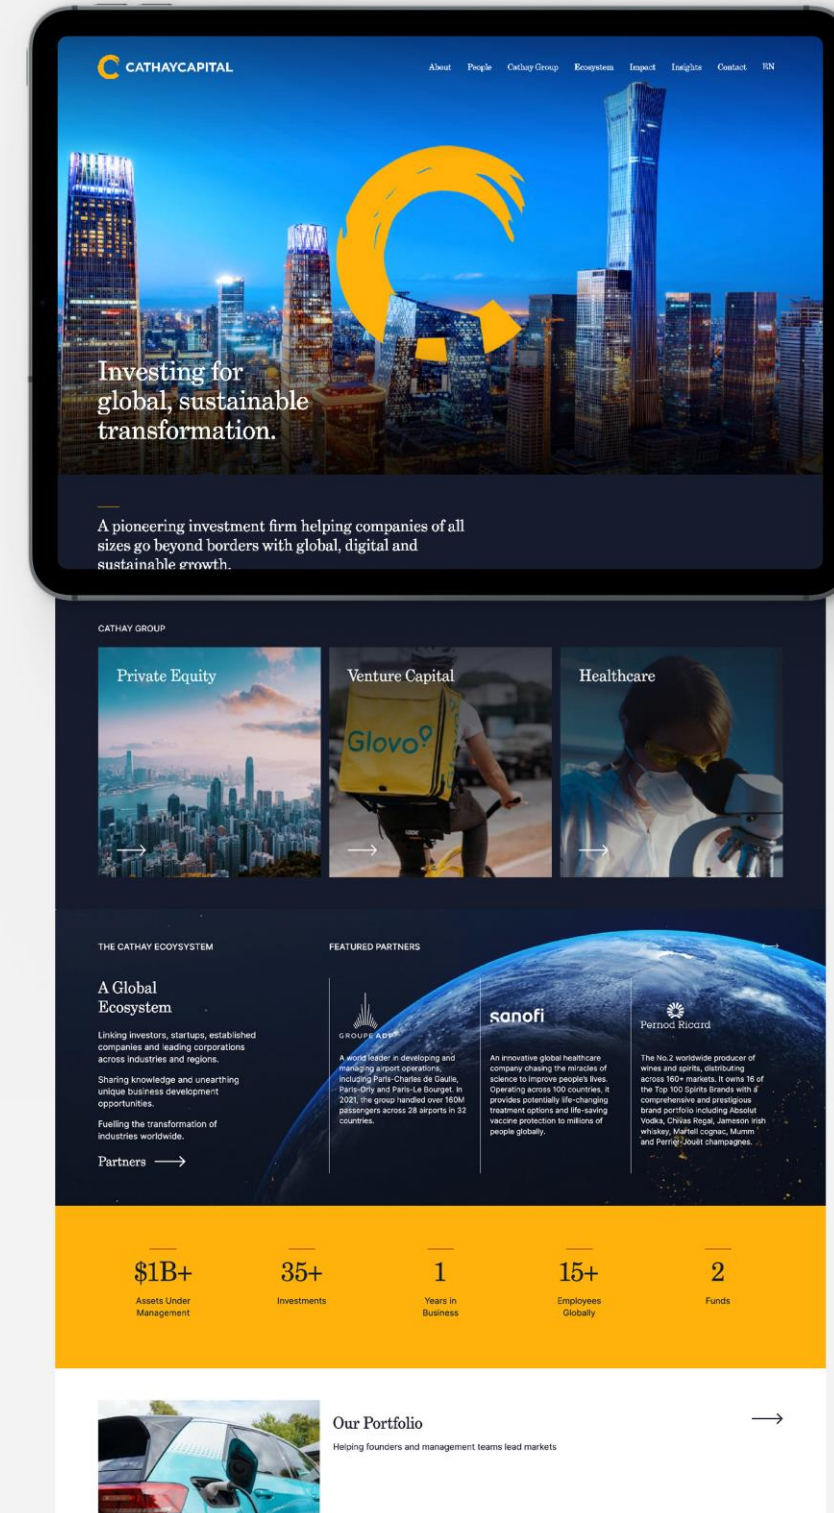 CATHAYCAPITAL
About People Cathay Group Ecosystem Impact Insights Contact EN
Investing for
global, sustainable
transformation.
A pioneering investment firm helping companies of all
sizes go beyond borders with global, digital and
sustainable growth.
CATHAY GROUP
Private Equity
Venture Capital
Healthcare
Glovo
THE CATHAY ECOYSYSTEM
FEATURED PARTNERS
A Global
Ecosystem
Linking investors, startups, established
companies and leading corporations
across industries and regions.
Sharing knowledge and unearthing
unique business development
opportunities.
Fuelling the transformation of
industries worldwide.
Partners
GROUPE ADP
A world leader in developing and
managing airport operations,
including Paris-Charles de Gaulle,
Paris-Orly and Paris-Le Bourget. In
2021, the group handled over 160M
passengers across 28 airports in 32
countries.
sanofi
An innovative global healthcare
company chasing the miracles of
science to improve people's lives.
Operating across 100 countries, it
provides potentially life-changing
treatment options and life-saving
vaccine protection to millions of
people globally.
Pernod Ricard
The No.2 worldwide producer of
wines and spirits, distributing
across 160+ markets. It owns 16 of
the Top 100 Spirits Brands with a
comprehensive and prestigious
brand portfolio including Absolut
Vodka, Chivas Regal, Jameson Irish
whiskey, Martell cognac, Mumm
and Perrier-Jouët champagnes.
$1B+
Assets Under
Management
35+
Investments
1
Years in
Business
15+
Employees
Globally
2
Funds
Our Portfolio
Helping founders and management teams lead markets